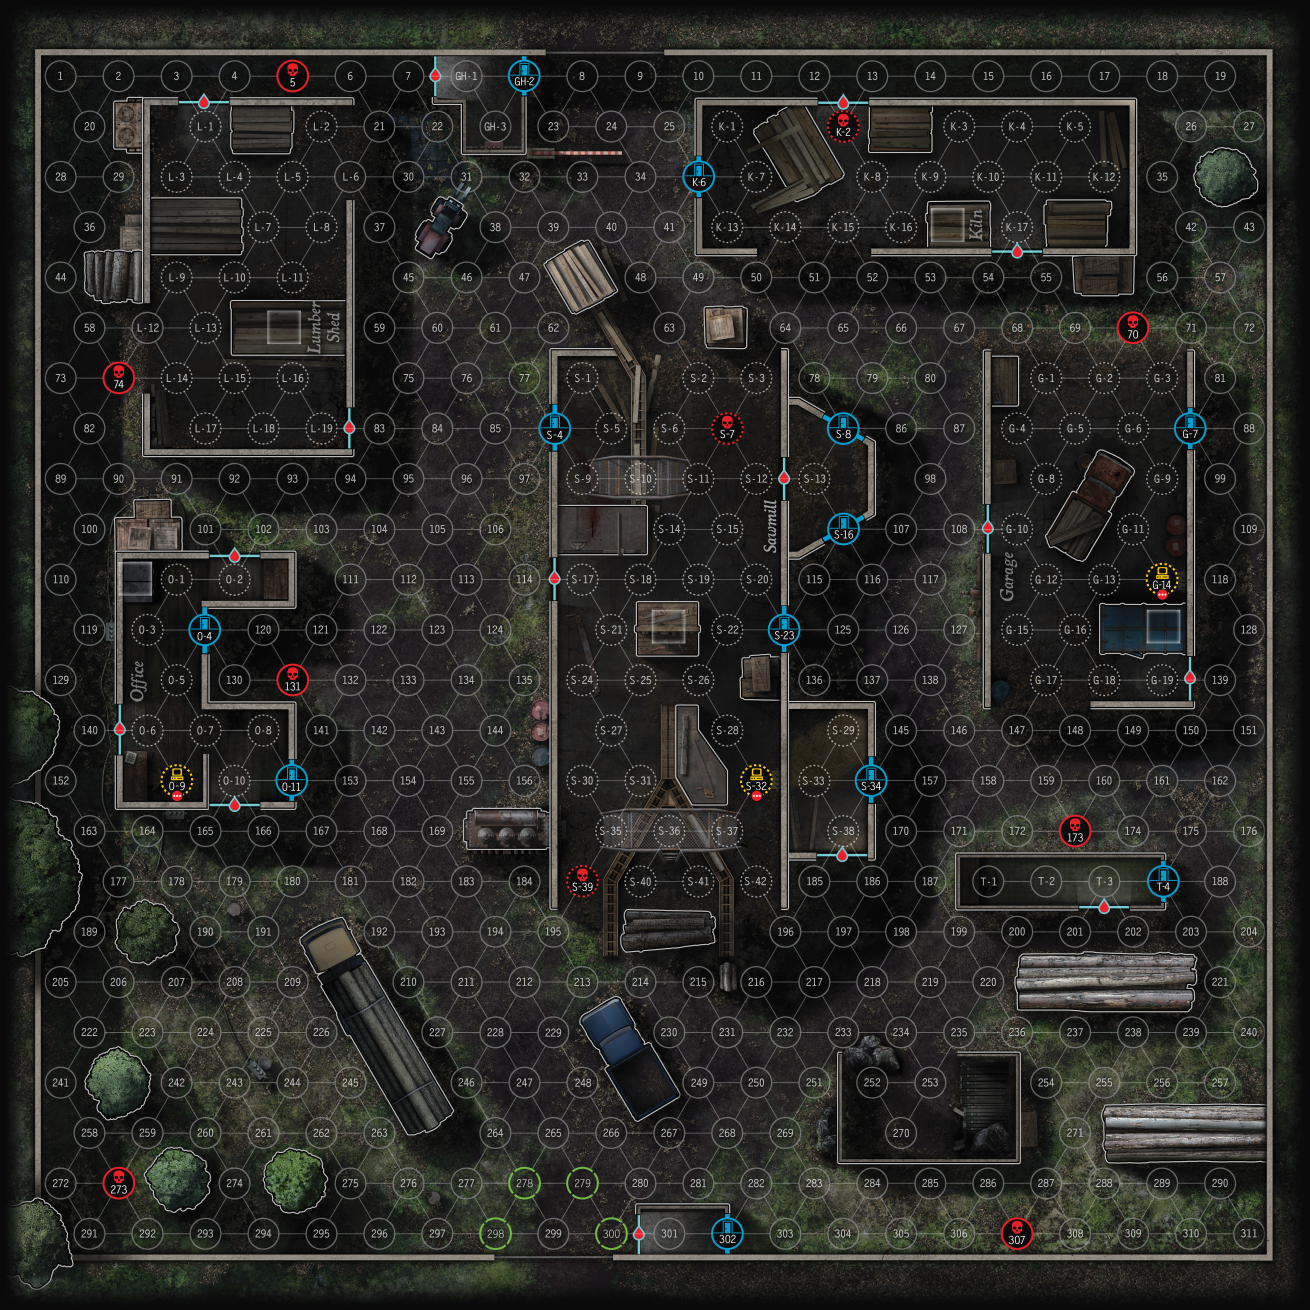 1 2 3 4 5 6 7 GH-1 GH-2 8 9 10 11 12 13 14 15 16 17 18 19
20 L-1 L-2 21 22 GH-3 23 24 25 K-1 K-2 K-3 K-4 K-5 26 27
28 29 L-3 L-4 L-5 L-6 30 31 32 33 34 K-6 K-7 K-8 K-9 K-10 K-11 K-12 35
36 L-7 L-8 37 38 39 40 41 K-13 K-14 K-15 K-16 Kiln K-17 42 43
44 L-9 L-10 L-11 45 46 47 48 49 50 51 52 53 54 55 56 57
58 L-12 L-13 Lumber Shed 59 60 61 62 63 64 65 66 67 68 69 70 71 72
73 74 L-14 L-15 L-16 75 76 77 S-1 S-2 S-3 78 79 80 G-1 G-2 G-3 81
82 L-17 L-18 L-19 83 84 85 S-4 S-5 S-6 S-7 S-8 86 87 G-4 G-5 G-6 G-7 88
89 90 91 92 93 94 95 96 97 S-9 S-10 S-11 S-12 S-13 98 G-8 G-9 99
100 101 102 103 104 105 106 S-14 S-15 Sawmill S-16 107 108 G-10 G-11 109
110 O-1 O-2 111 112 113 114 S-17 S-18 S-19 S-20 115 116 117 Garage G-12 G-13 G-14 118
119 O-3 O-4 120 121 122 123 124 S-21 S-22 S-23 125 126 127 G-15 G-16 128
129 Office O-5 130 131 132 133 134 135 S-24 S-25 S-26 136 137 138 G-17 G-18 G-19 139
140 O-6 O-7 O-8 141 142 143 144 145 S-27 S-28 S-29 145 146 147 148 149 150 151
152 O-9 O-10 O-11 153 154 155 156 S-30 S-31 S-32 S-33 S-34 157 158 159 160 161 162
163 164 165 166 167 168 169 S-35 S-36 S-37 S-38 170 171 172 173 174 175 176
177 178 179 180 181 182 183 184 S-39 S-40 S-41 S-42 185 186 187 T-1 T-2 T-3 T-4 188
189 190 191 192 193 194 195 196 197 198 199 200 201 202 203 204
205 206 207 208 209 210 211 212 213 214 215 216 217 218 219 220 221
222 223 224 225 226 227 228 229 230 231 232 233 234 235 236 237 238 239 240
241 242 243 244 245 246 247 248 249 250 251 252 253 254 255 256 257
258 259 260 261 262 263 264 265 266 267 268 269 270 271
272 273 274 275 276 277 278 279 280 281 282 283 284 285 286 287 288 289 290
291 292 293 294 295 296 297 298 300 301 302 303 304 305 306 307 308 309 310 311